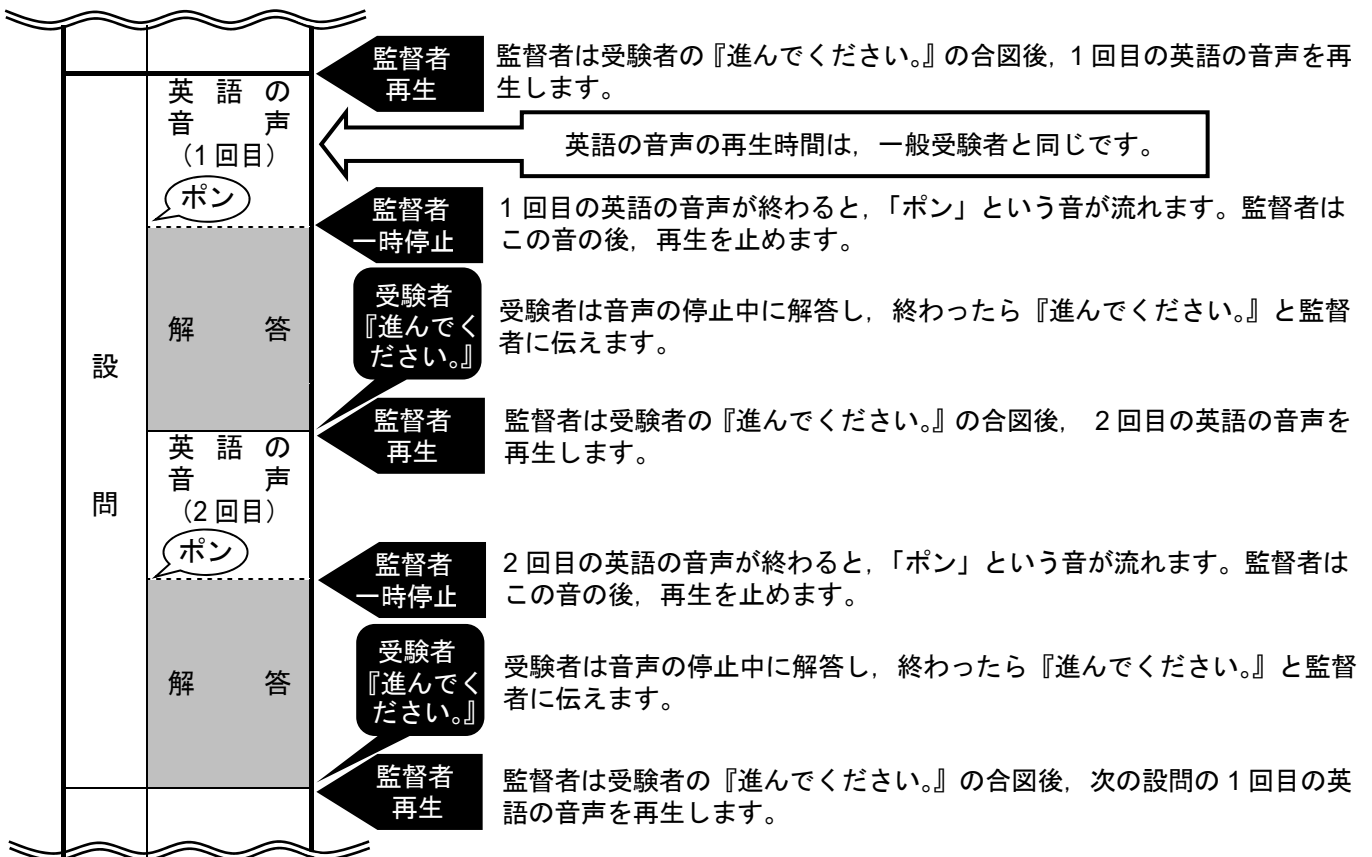 監督者
再生
監督者は受験者の『進んでください。』の合図後，1 回目の英語の音声を再
生します。
英 語 の
音 声
（1 回目）
ポン
英語の音声の再生時間は，一般受験者と同じです。
監督者
一時停止
1 回目の英語の音声が終わると，「ポン」という音が流れます。監督者は
この音の後，再生を止めます。
解 答
受験者
『進んでく
ださい。』
受験者は音声の停止中に解答し，終わったら『進んでください。』と監督
者に伝えます。
設
問
監督者
再生
監督者は受験者の『進んでください。』の合図後， 2 回目の英語の音声を
再生します。
英 語 の
音 声
（2 回目）
ポン
監督者
一時停止
2 回目の英語の音声が終わると，「ポン」という音が流れます。監督者は
この音の後，再生を止めます。
解 答
受験者
『進んでく
ださい。』
受験者は音声の停止中に解答し，終わったら『進んでください。』と監督
者に伝えます。
監督者
再生
監督者は受験者の『進んでください。』の合図後，次の設問の 1 回目の英
語の音声を再生します。